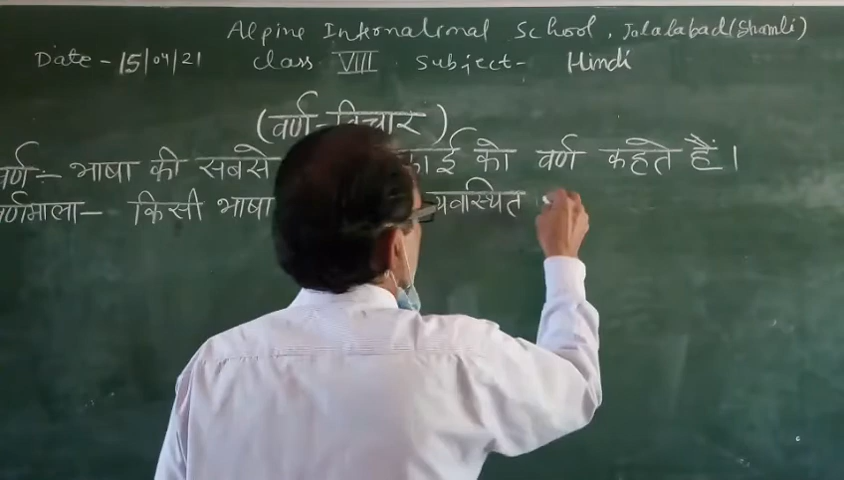 Alpine International School, Jalalabad (Shamli)
Date - 15/04/21 Class VIII Subject- Hindi
(वर्ण-विचार)
वर्ण:- भाषा की सबसे काई को वर्ण कहते हैं।
र्णमाला- किसी भाषा यवस्थित